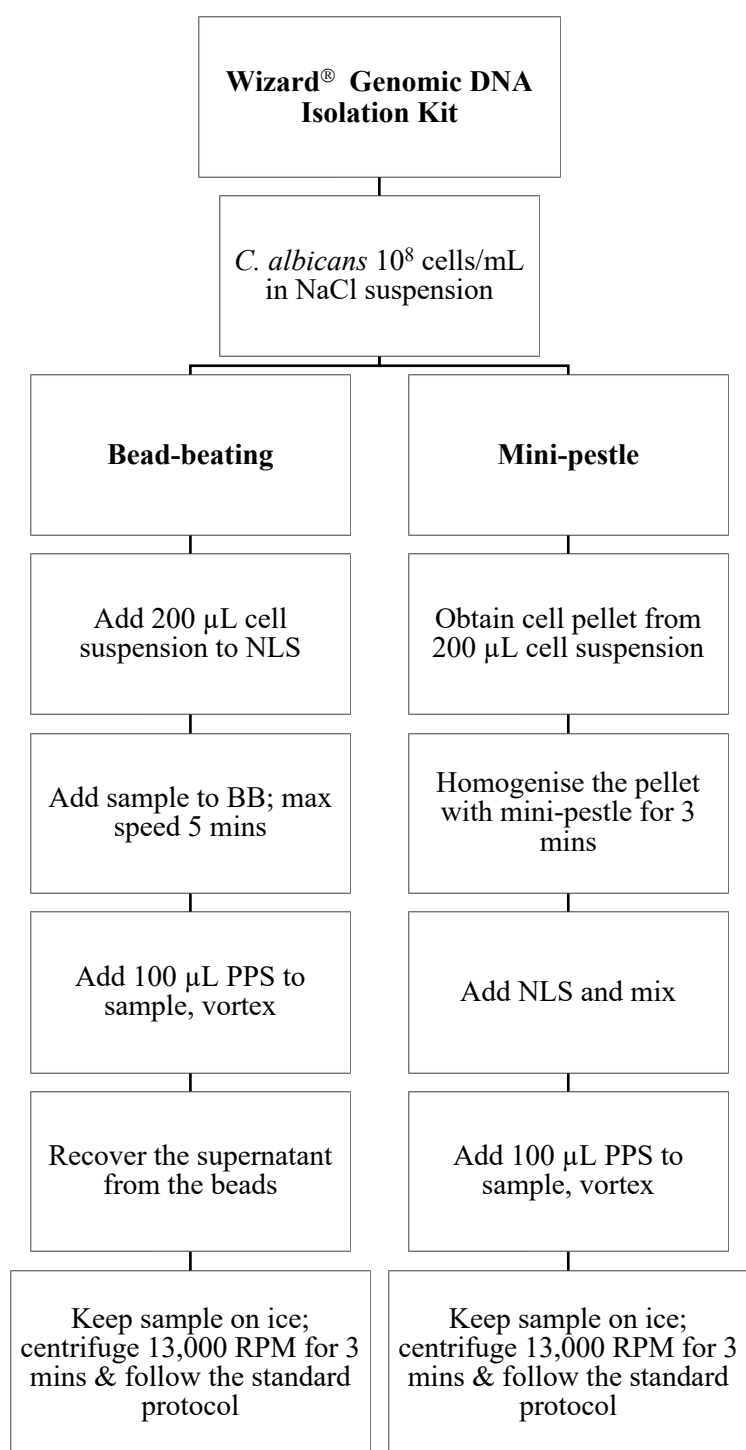 Wizard® Genomic DNA
Isolation Kit
C. albicans 10⁸ cells/mL
in NaCl suspension
Bead-beating
Add 200 µL cell
suspension to NLS
Add sample to BB; max
speed 5 mins
Add 100 µL PPS to
sample, vortex
Recover the supernatant
from the beads
Keep sample on ice;
centrifuge 13,000 RPM for 3
mins & follow the standard
protocol
Mini-pestle
Obtain cell pellet from
200 µL cell suspension
Homogenise the pellet
with mini-pestle for 3
mins
Add NLS and mix
Add 100 µL PPS to
sample, vortex
Keep sample on ice;
centrifuge 13,000 RPM for 3
mins & follow the standard
protocol